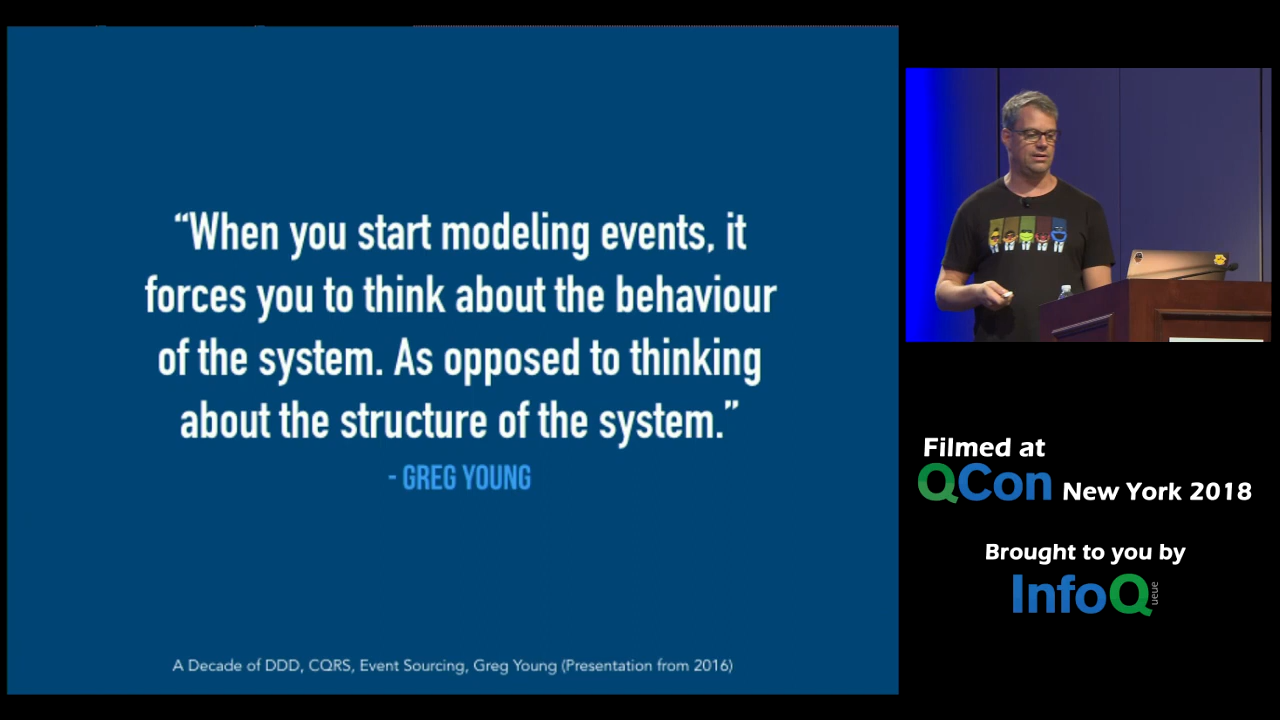 “When you start modeling events, it
forces you to think about the behaviour
of the system. As opposed to thinking
about the structure of the system.”
- GREG YOUNG
A Decade of DDD, CQRS, Event Sourcing, Greg Young (Presentation from 2016)
Filmed at
QCon New York 2018
Brought to you by
InfoQ
ueue